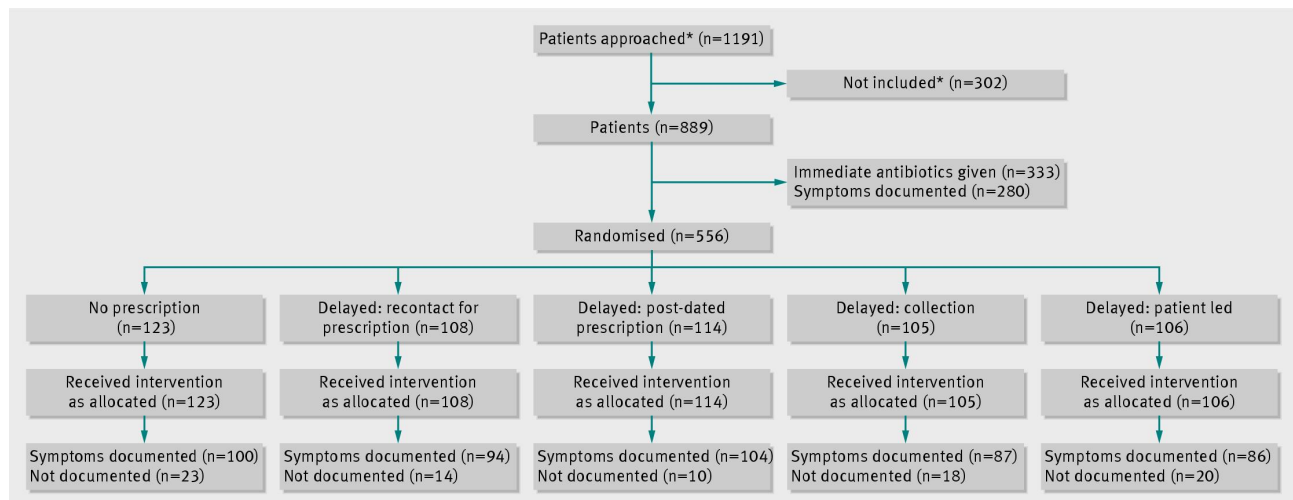 Patients approached* (n=1191)
Not included* (n=302)
Patients (n=889)
Immediate antibiotics given (n=333)
Symptoms documented (n=280)
Randomised (n=556)
No prescription
(n=123)
Delayed: recontact for
prescription (n=108)
Delayed: post-dated
prescription (n=114)
Delayed: collection
(n=105)
Delayed: patient led
(n=106)
Received intervention
as allocated (n=123)
Received intervention
as allocated (n=108)
Received intervention
as allocated (n=114)
Received intervention
as allocated (n=105)
Received intervention
as allocated (n=106)
Symptoms documented (n=100)
Not documented (n=23)
Symptoms documented (n=94)
Not documented (n=14)
Symptoms documented (n=104)
Not documented (n=10)
Symptoms documented (n=87)
Not documented (n=18)
Symptoms documented (n=86)
Not documented (n=20)